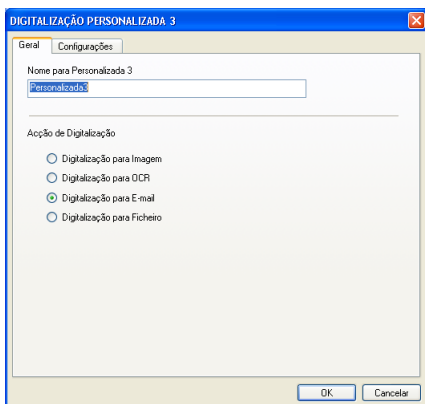 DIGITALIZAÇÃO PERSONALIZADA 3
Geral
Configurações
Nome para Personalizada 3
Personalizada3
Acção de Digitalização
Digitalização para Imagem
Digitalização para OCR
Digitalização para E-mail
Digitalização para Ficheiro
OK
Cancelar